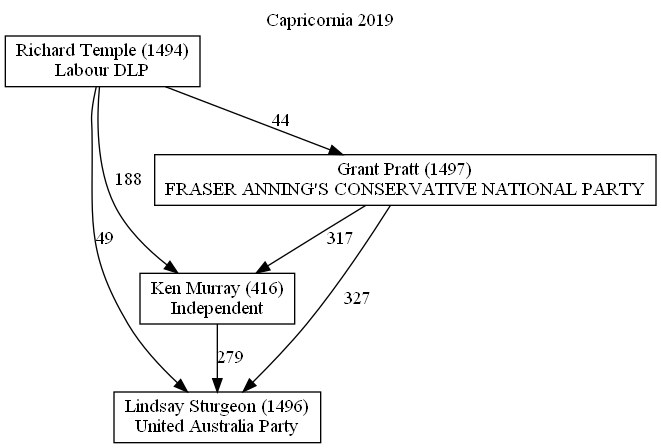 Capricornia 2019
Richard Temple (1494)
Labour DLP
44
Grant Pratt (1497)
FRASER ANNING'S CONSERVATIVE NATIONAL PARTY
188
49
317
327
Ken Murray (416)
Independent
279
Lindsay Sturgeon (1496)
United Australia Party